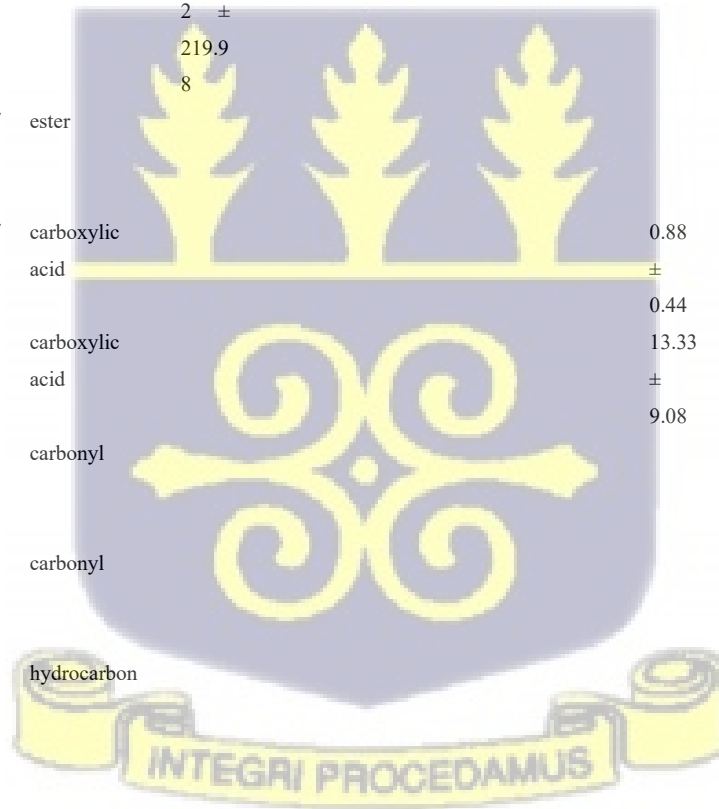 2 ±
219.9
8
ester
carboxylic 0.88
acid ±
0.44
carboxylic 13.33
acid ±
9.08
carbonyl
carbonyl
hydrocarbon
INTEGRI PROCEDAMUS